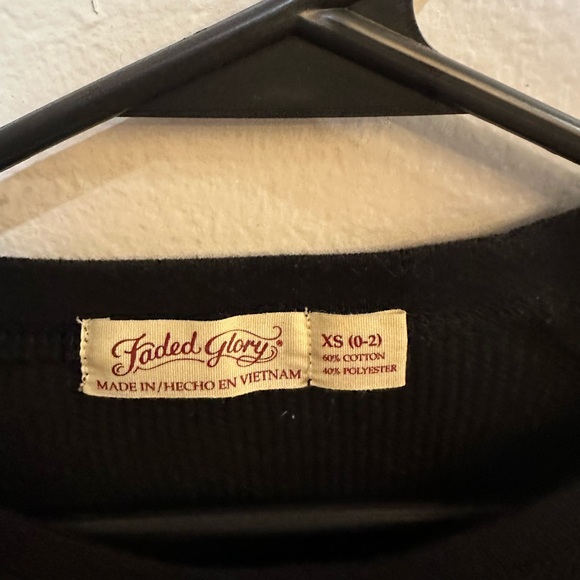 Faded Glory®
MADE IN/HECHO EN VIETNAM
XS (0-2)
60% COTTON
40% POLYESTER